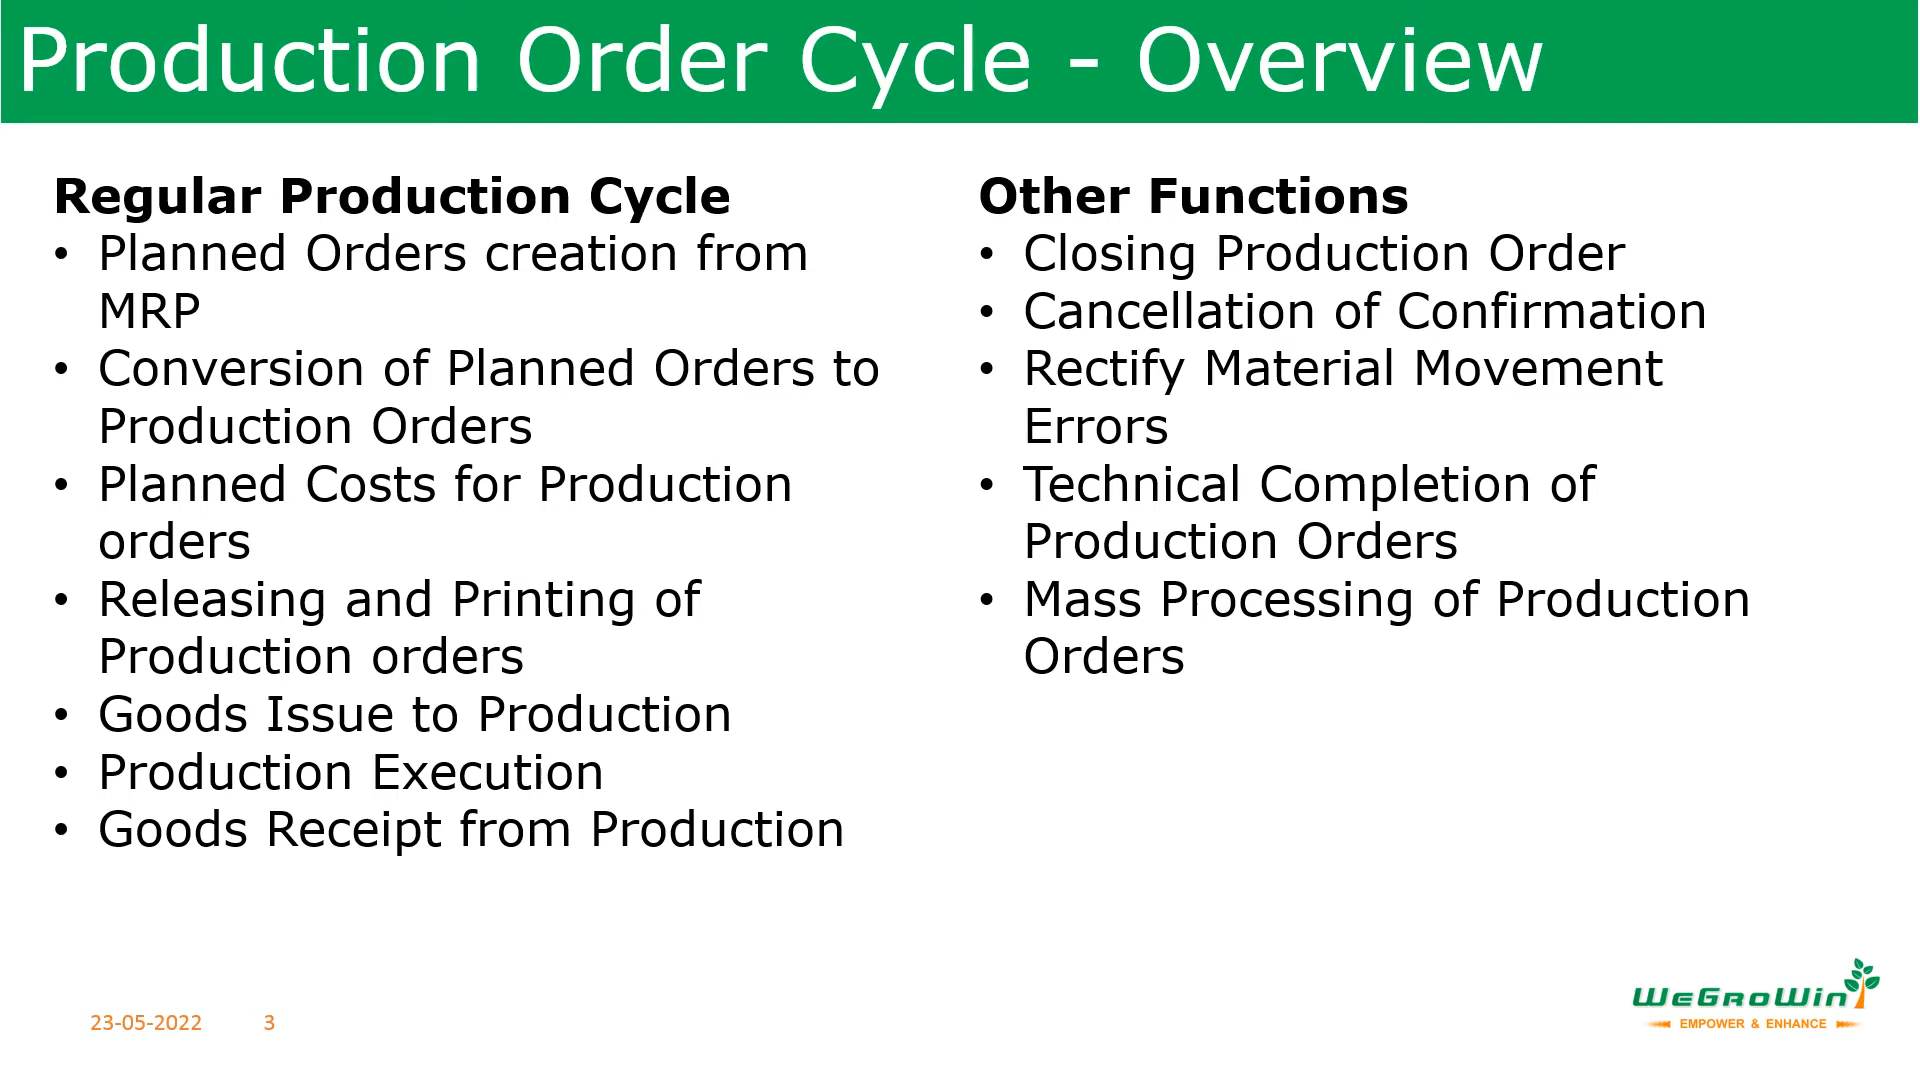 Production Order Cycle - Overview
Regular Production Cycle
• Planned Orders creation from
MRP
• Conversion of Planned Orders to
Production Orders
• Planned Costs for Production
orders
• Releasing and Printing of
Production orders
• Goods Issue to Production
• Production Execution
• Goods Receipt from Production
Other Functions
• Closing Production Order
• Cancellation of Confirmation
• Rectify Material Movement
Errors
• Technical Completion of
Production Orders
• Mass Processing of Production
Orders
23-05-2022 3
WeGroWin
EMPOWER & ENHANCE